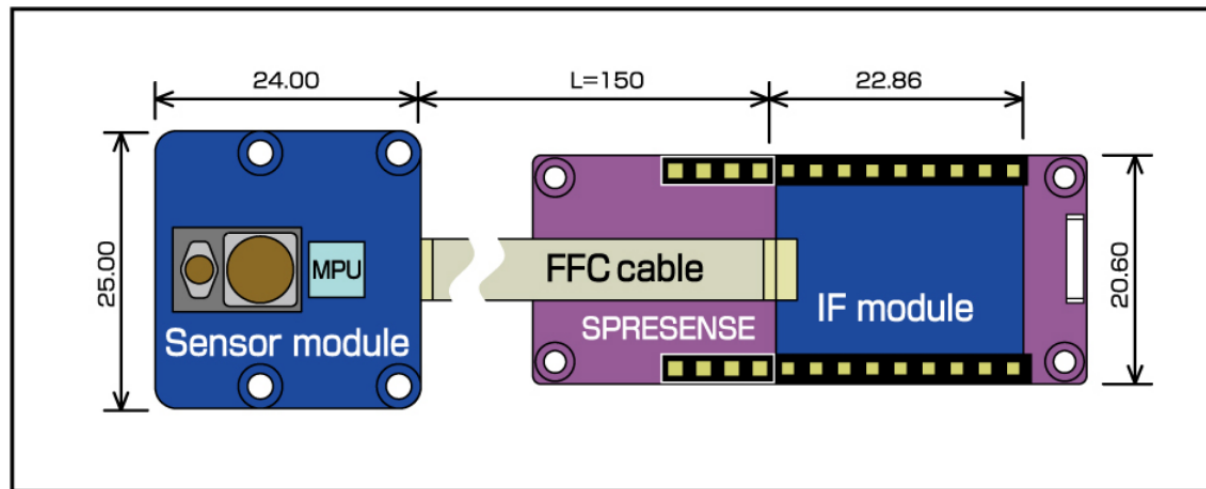 24.00
L=150
22.86
25.00
MPU
Sensor module
FFC cable
SPRESENSE
IF module
20.60